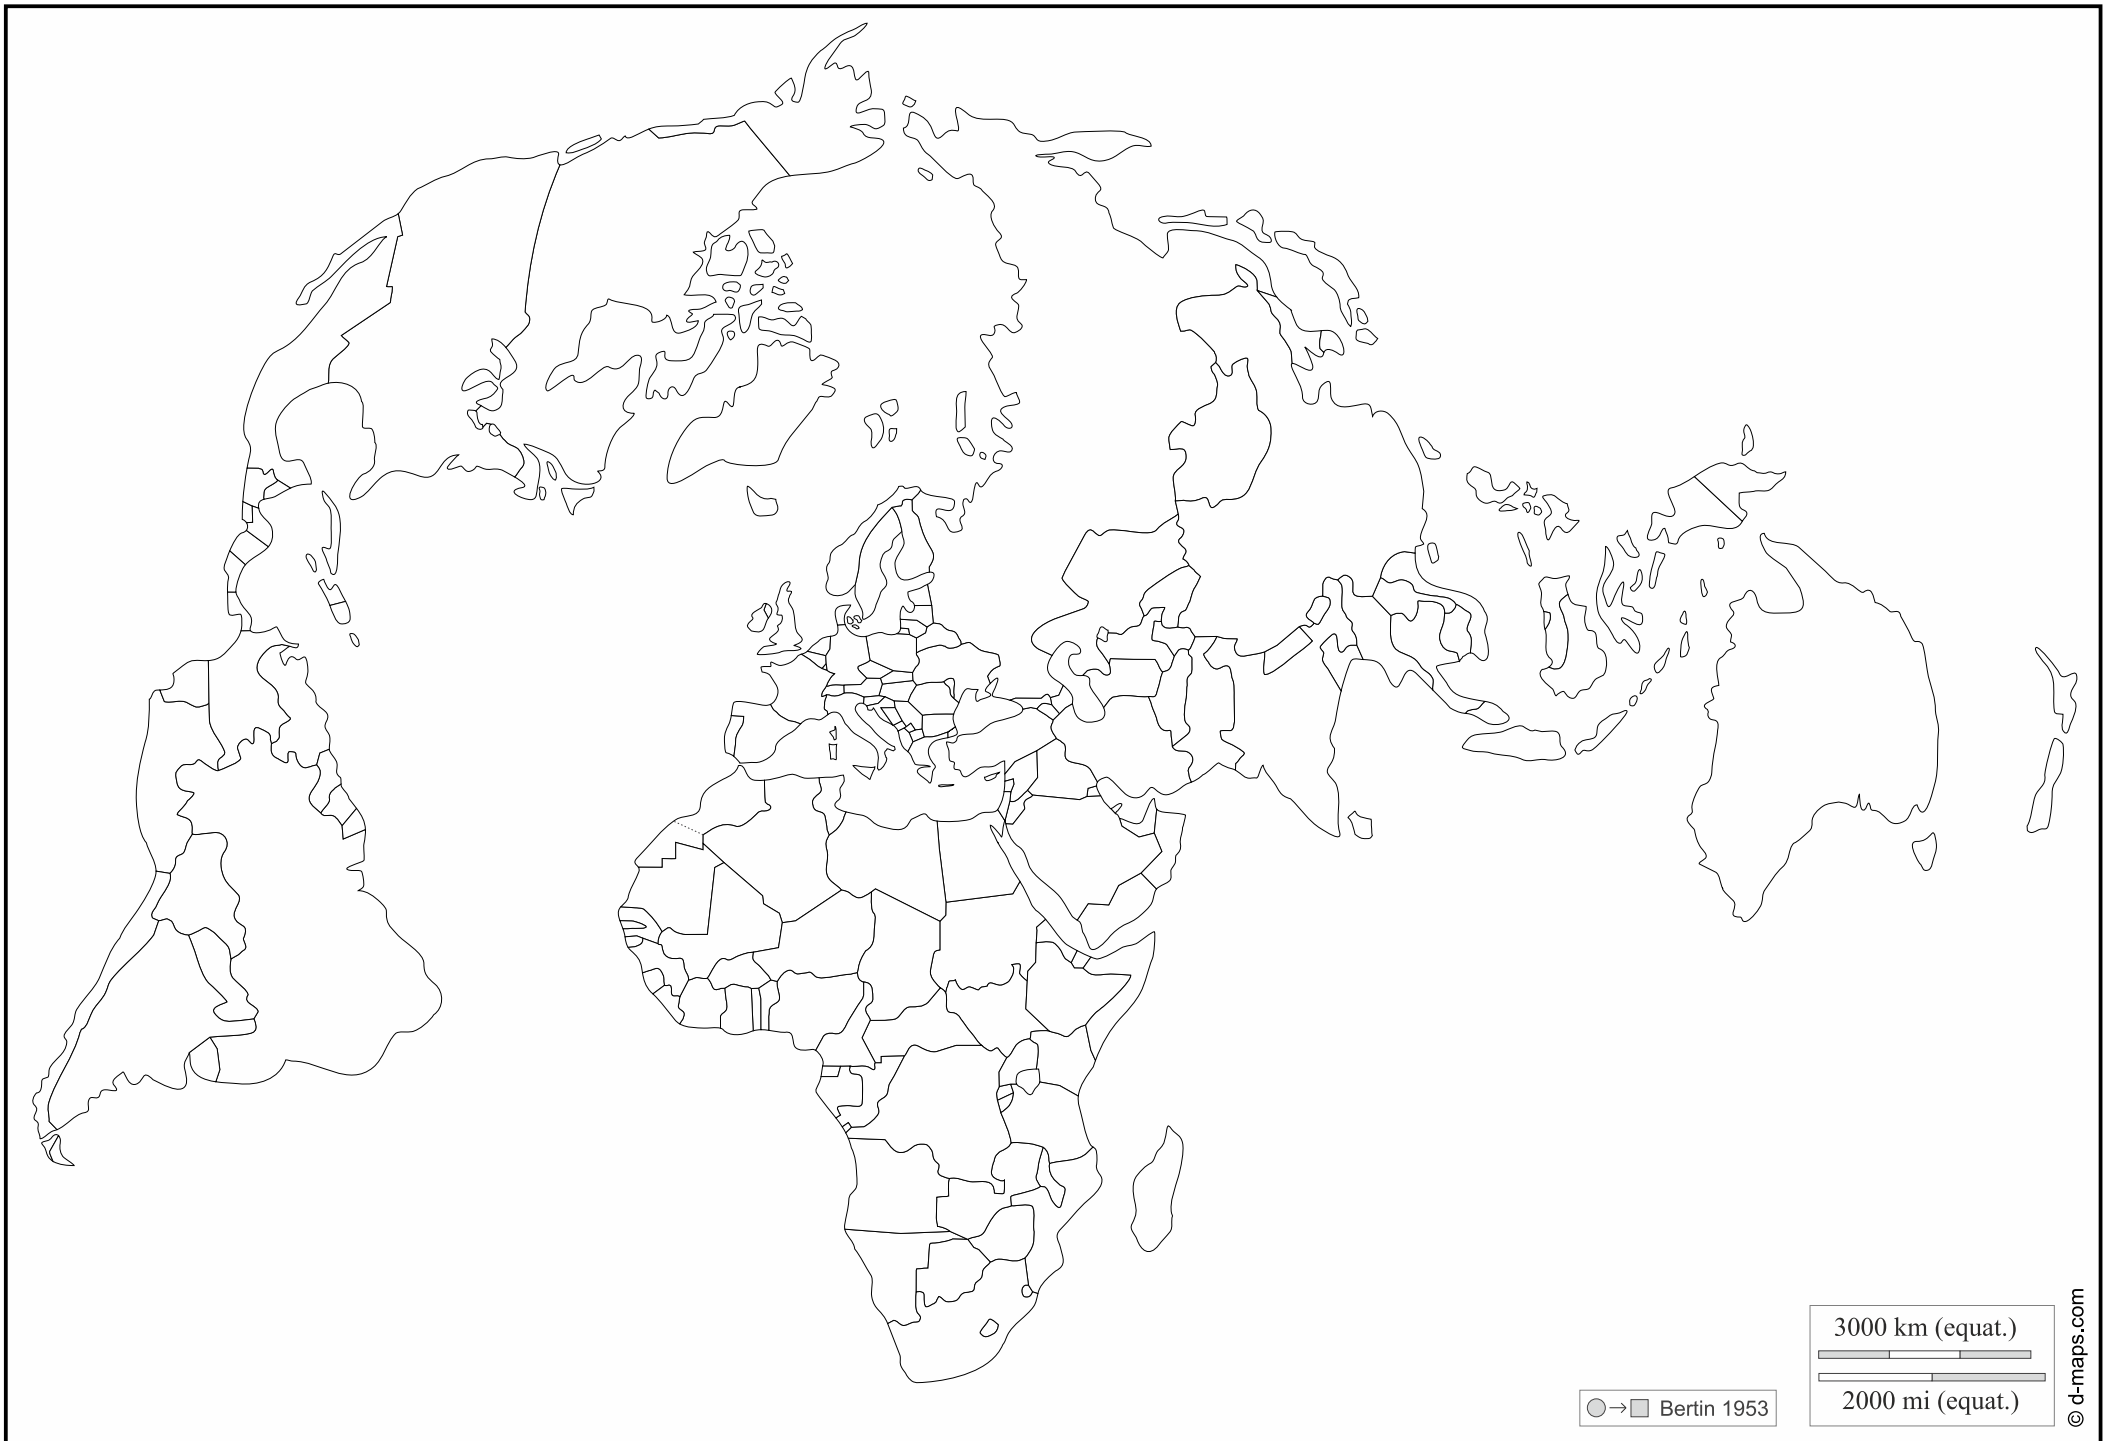 3000 km (equat.)
2000 mi (equat.)
Bertin 1953
© d-maps.com